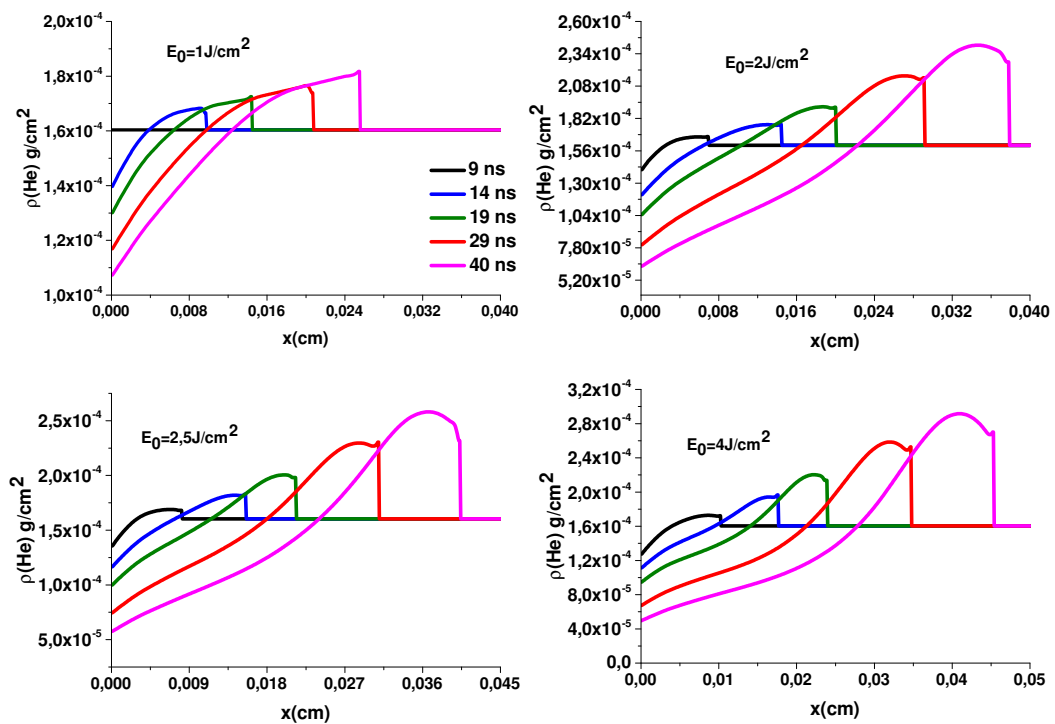 2,0x10-4
1,8x10-4
1,6x10-4
1,4x10-4
1,2x10-4
1,0x10-4
ρ(He) g/cm2
E0=1J/cm2
9 ns
14 ns
19 ns
29 ns
40 ns
0,000 0,008 0,016 0,024 0,032 0,040
x(cm)
2,60x10-4
2,34x10-4
2,08x10-4
1,82x10-4
1,56x10-4
1,30x10-4
1,04x10-4
7,80x10-5
5,20x10-5
ρ(He) g/cm2
E0=2J/cm2
0,000 0,008 0,016 0,024 0,032 0,040
x(cm)
2,5x10-4
2,0x10-4
1,5x10-4
1,0x10-4
5,0x10-5
ρ(He) g/cm2
E0=2,5J/cm2
0,000 0,009 0,018 0,027 0,036 0,045
x(cm)
3,2x10-4
2,8x10-4
2,4x10-4
2,0x10-4
1,6x10-4
1,2x10-4
8,0x10-5
4,0x10-5
0,0
ρ(He) g/cm2
E0=4J/cm2
0,00 0,01 0,02 0,03 0,04 0,05
x(cm)